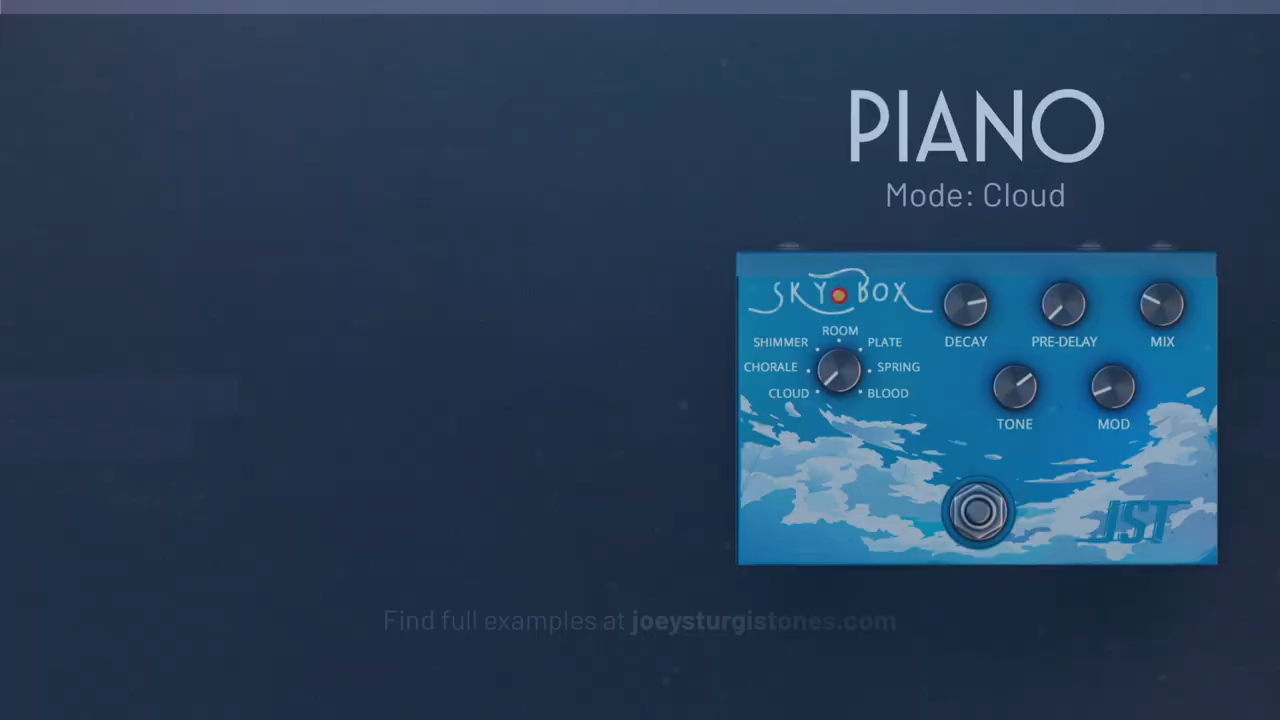 PIANO
Mode: Cloud
SKY BOX
ROOM
SHIMMER PLATE
CHORALE SPRING
CLOUD BLOOD
DECAY PRE-DELAY MIX
TONE MOD
JST
Find full examples at joeysturgistones.com